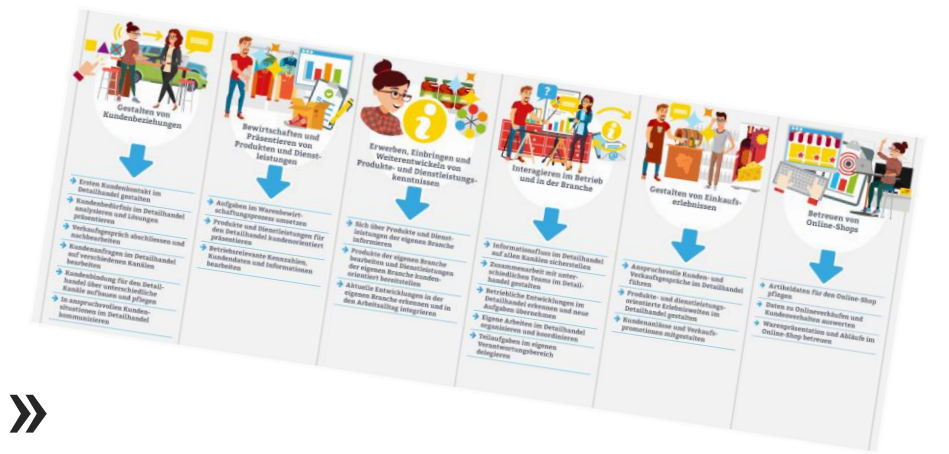 Gestalten von
Kundenbeziehungen
Ersten Kundenkontakt im
Detailhandel gestalten
Kundenbedürfnis im Detailhandel
analysieren und Lösungen
präsentieren
Verkaufsgespräch abschliessen und
nachbearbeiten
Kundenanfragen im Detailhandel
auf verschiedenen Kanälen
bearbeiten
Kundenbindung für den Detail-
handel über unterschiedliche
Kanäle aufbauen und pflegen
In anspruchsvollen Kunden-
situationen im Detailhandel
kommunizieren
Bewirtschaften und
Präsentieren von
Produkten und Dienst-
leistungen
Aufgaben im Warenbewirt-
schaftungsprozess umsetzen
Produkte und Dienstleistungen für
den Detailhandel kundenorientiert
präsentieren
Betriebsrelevante Kennzahlen,
Kundendaten und Informationen
bearbeiten
Erwerben, Einbringen und
Weiterentwickeln von
Produkte- und Dienstleistungs-
kenntnissen
Sich über Produkte und Dienst-
leistungen der eigenen Branche
informieren
Produkte der eigenen Branche
bearbeiten und Dienstleistungen
der eigenen Branche kunden-
orientiert bereitstellen
Aktuelle Entwicklungen in der
eigenen Branche erkennen und in
den Arbeitsalltag integrieren
?
Interagieren im Betrieb
und in der Branche
Informationsfluss im Detailhandel
auf allen Kanälen sicherstellen
Zusammenarbeit mit unter-
schiedlichen Teams im Detail-
handel gestalten
Betriebliche Entwicklungen im
Detailhandel erkennen und neue
Aufgaben übernehmen
Eigene Arbeiten im Detailhandel
organisieren und koordinieren
Teilaufgaben im eigenen
Verantwortungsbereich
delegieren
Gestalten von Einkaufs-
erlebnissen
Anspruchsvolle Kunden- und
Verkaufsgespräche im Detailhandel
führen
Produkte- und dienstleistungs-
orientierte Erlebniswelten im
Detailhandel gestalten
Kundenanlässe und Verkaufs-
promotionen mitgestalten
Betreuen von
Online-Shops
Artikeldaten für den Online-Shop
pflegen
Daten zu Onlineverkäufen und
Kundenverhalten auswerten
Warenpräsentation und Abläufe im
Online-Shop betreuen
»